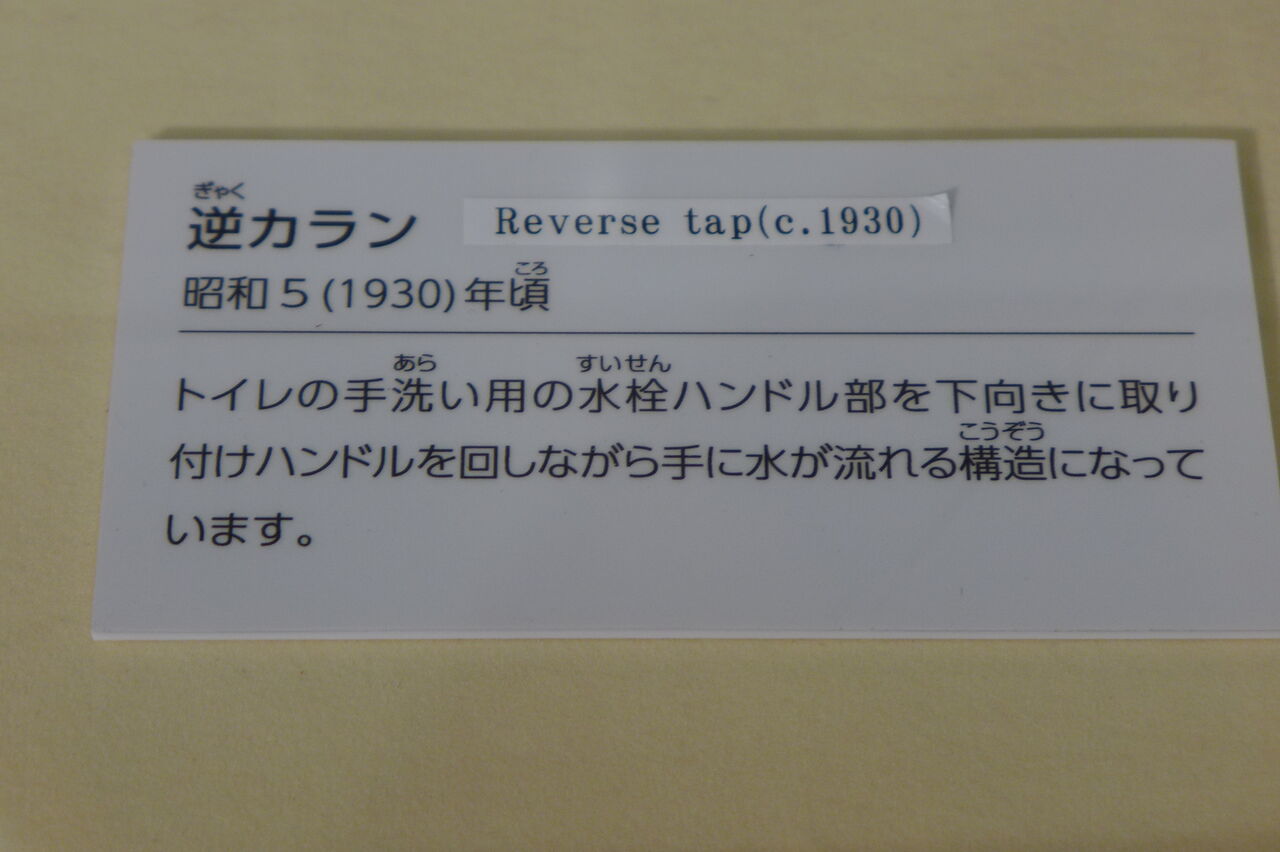 ぎゃく
逆カラン Reverse tap(c.1930)
ころ
昭和5(1930)年頃
あら すいせん
トイレの手洗い用の水栓ハンドル部を下向きに取り
こうぞう
付けハンドルを回しながら手に水が流れる構造になって
います。